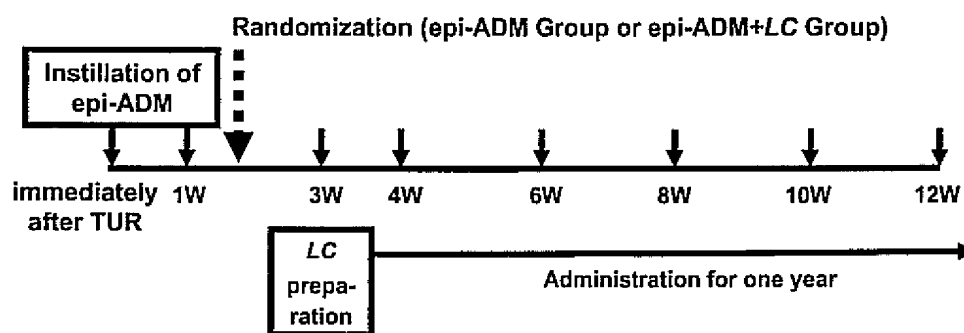 Randomization (epi-ADM Group or epi-ADM+LC Group)
Instillation of
epi-ADM
immediately
after TUR
1W
3W
4W
6W
8W
10W
12W
LC
prepa-
ration
Administration for one year